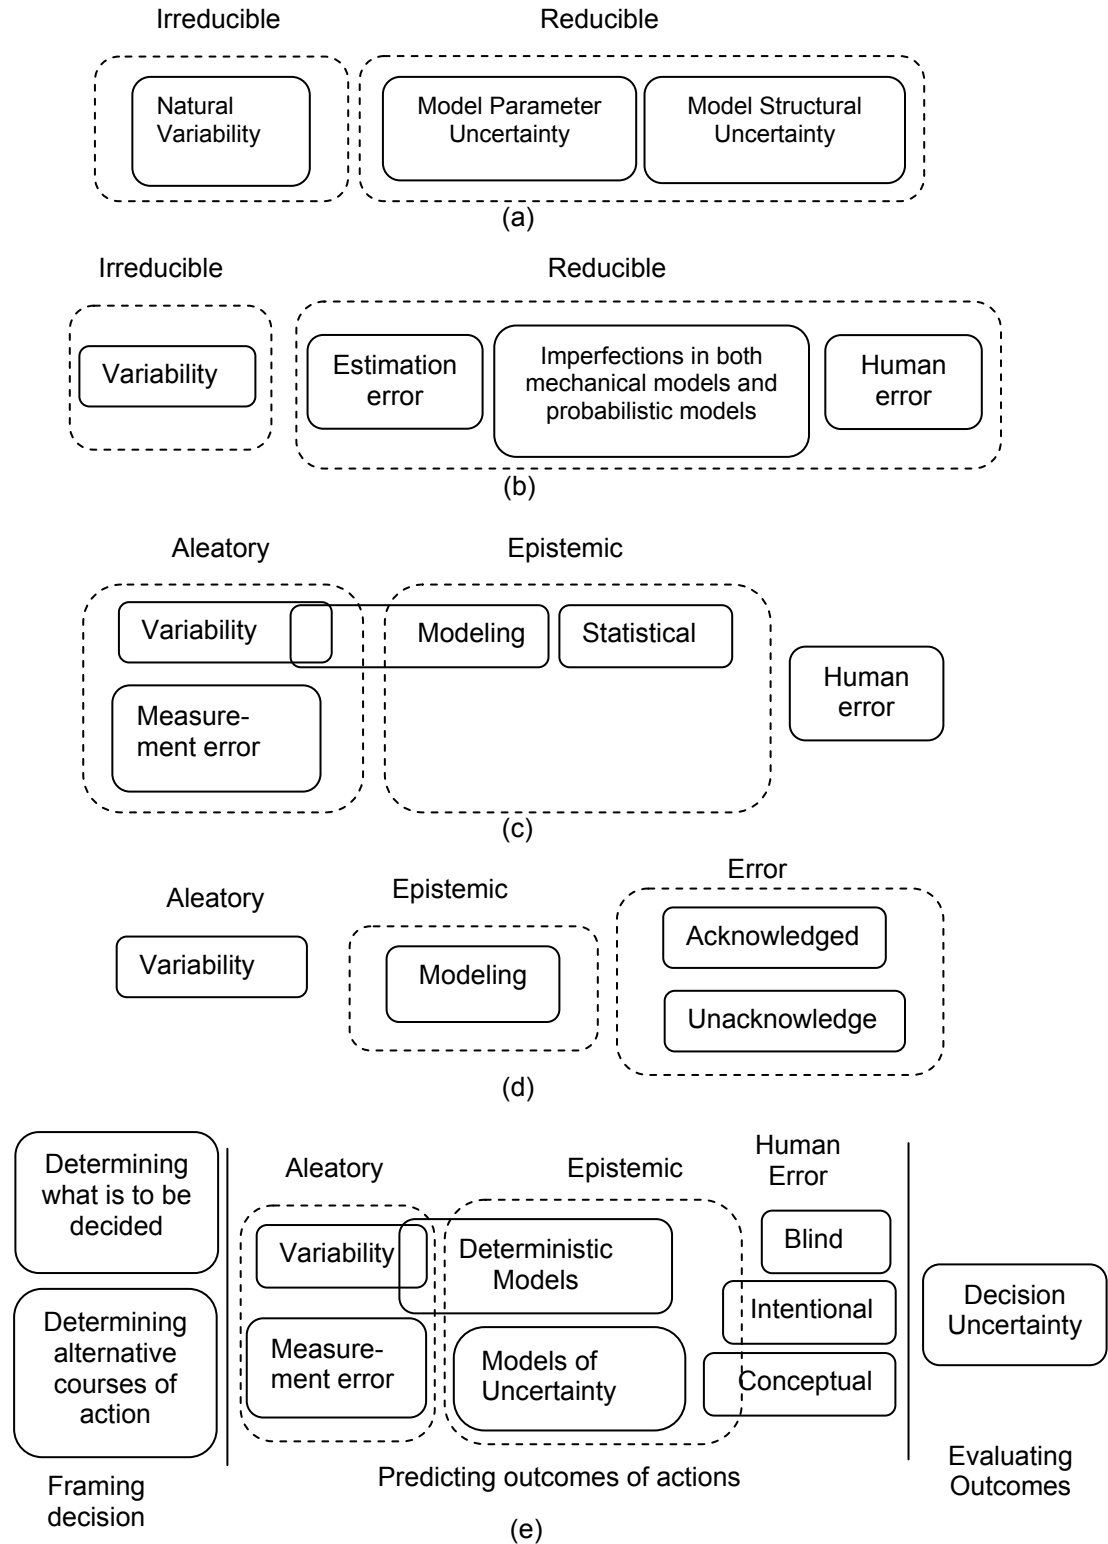 Irreducible
Reducible
Natural
Variability
Model Parameter
Uncertainty
Model Structural
Uncertainty
(a)
Irreducible
Reducible
Variability
Estimation
error
Imperfections in both
mechanical models and
probabilistic models
Human
error
(b)
Aleatory
Epistemic
Variability
Modeling
Statistical
Measure-
ment error
Human
error
(c)
Aleatory
Epistemic
Error
Variability
Modeling
Acknowledged
Unacknowledge
(d)
Determining
what is to be
decided
Determining
alternative
courses of
action
Framing
decision
Aleatory
Variability
Measure-
ment error
Epistemic
Deterministic
Models
Models of
Uncertainty
Human
Error
Blind
Intentional
Conceptual
Predicting outcomes of actions
Decision
Uncertainty
Evaluating
Outcomes
(e)